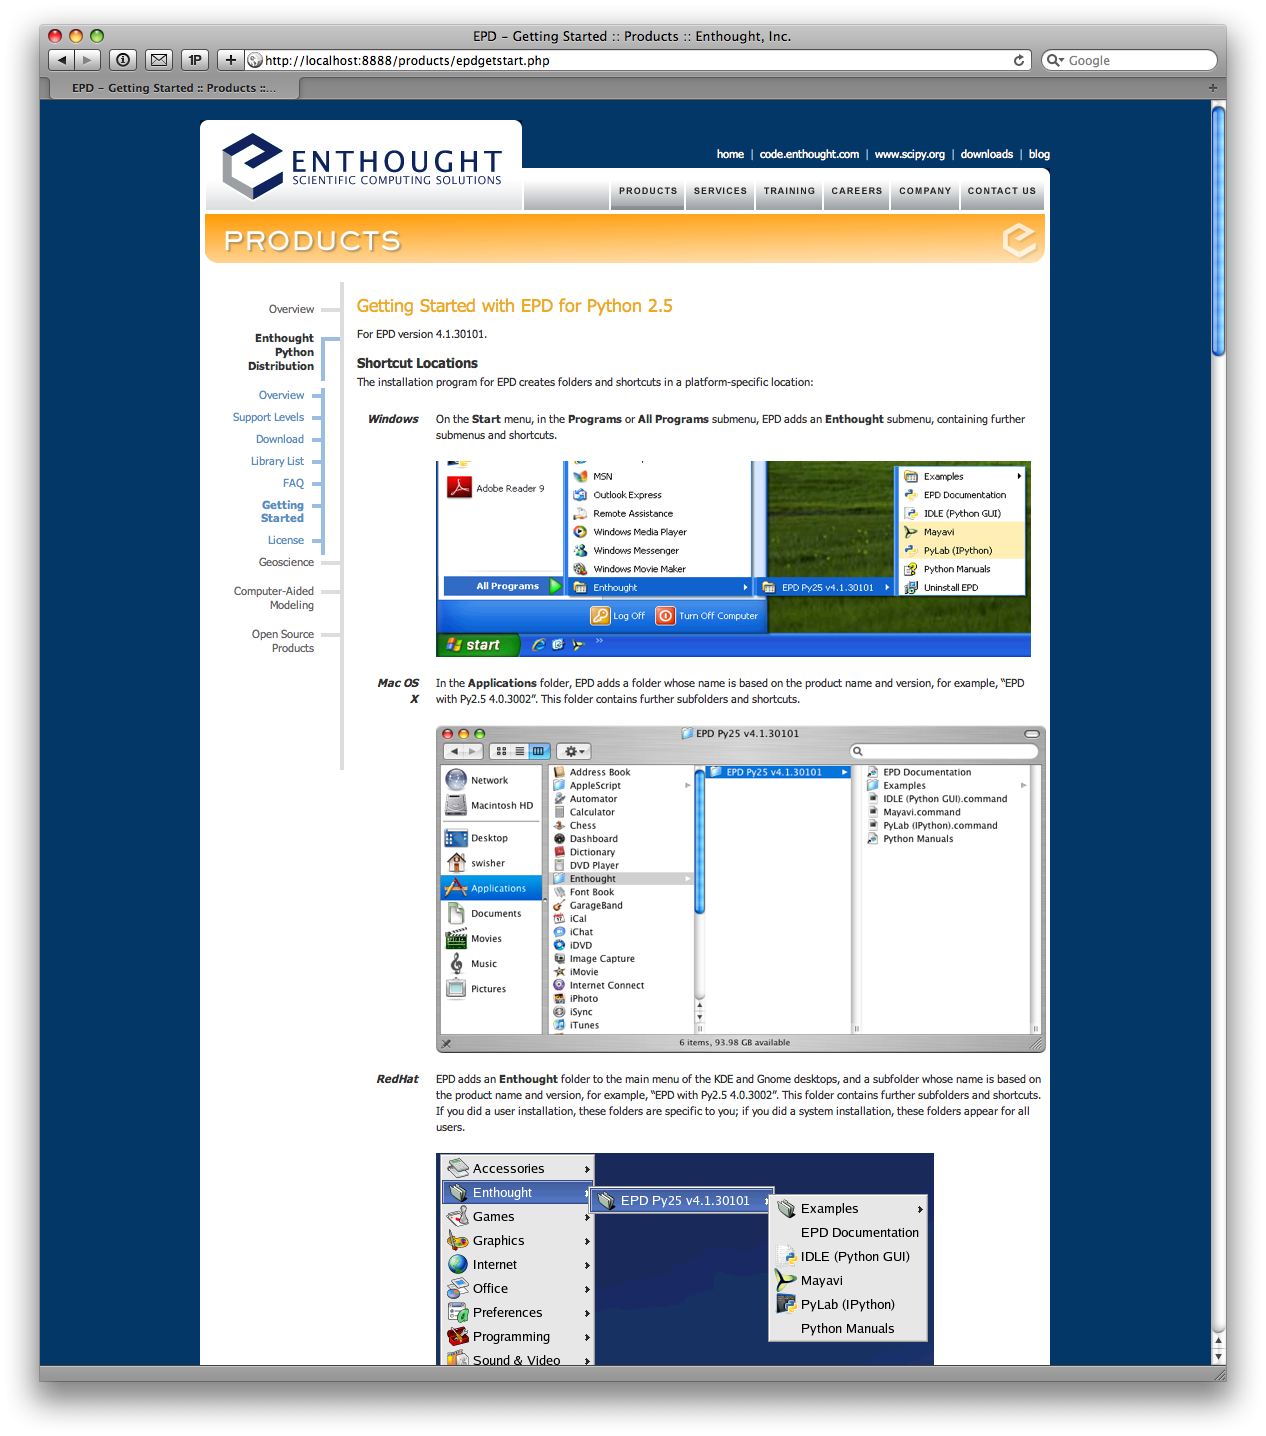 EPD – Getting Started :: Products :: Enthought, Inc.
1P
+
http://localhost:8888/products/epdgetstart.php
Google
EPD – Getting Started :: Products ::...
+
ENTHOUGHT
SCIENTIFIC COMPUTING SOLUTIONS
home | code.enthought.com | www.scipy.org | downloads | blog
PRODUCTS SERVICES TRAINING CAREERS COMPANY CONTACT US
PRODUCTS
Overview
Enthought
Python
Distribution
Overview
Support Levels
Download
Library List
FAQ
Getting
Started
License
Geoscience
Computer-Aided
Modeling
Open Source
Products
Getting Started with EPD for Python 2.5
For EPD version 4.1.30101.
Shortcut Locations
The installation program for EPD creates folders and shortcuts in a platform-specific location:
Windows
On the Start menu, in the Programs or All Programs submenu, EPD adds an Enthought submenu, containing further
submenus and shortcuts.
Adobe Reader 9
All Programs
MSN
Outlook Express
Remote Assistance
Windows Media Player
Windows Messenger
Windows Movie Maker
Enthought
EPD Py25 v4.1.30101
Examples
EPD Documentation
IDLE (Python GUI)
Mayavi
PyLab (IPython)
Python Manuals
Uninstall EPD
Log Off
Turn Off Computer
start
Mac OS
X
In the Applications folder, EPD adds a folder whose name is based on the product name and version, for example, “EPD
with Py2.5 4.0.3002”. This folder contains further subfolders and shortcuts.
EPD Py25 v4.1.30101
Network
Macintosh HD
Desktop
swisher
Applications
Documents
Movies
Music
Pictures
Address Book
AppleScript
Automator
Calculator
Chess
Dashboard
Dictionary
DVD Player
Enthought
Font Book
GarageBand
iCal
iChat
iDVD
Image Capture
iMovie
Internet Connect
iPhoto
iSync
iTunes
EPD Py25 v4.1.30101
EPD Documentation
Examples
IDLE (Python GUI).command
Mayavi.command
PyLab (IPython).command
Python Manuals
6 items, 93.98 GB available
RedHat
EPD adds an Enthought folder to the main menu of the KDE and Gnome desktops, and a subfolder whose name is based on
the product name and version, for example, “EPD with Py2.5 4.0.3002”. This folder contains further subfolders and shortcuts.
If you did a user installation, these folders are specific to you; if you did a system installation, these folders appear for all
users.
Accessories
Enthought
Games
Graphics
Internet
Office
Preferences
Programming
Sound & Video
EPD Py25 v4.1.30101
Examples
EPD Documentation
IDLE (Python GUI)
Mayavi
PyLab (IPython)
Python Manuals